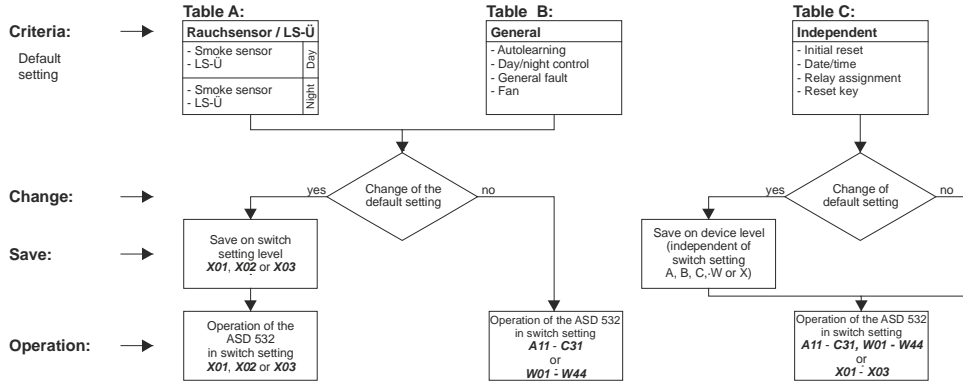 Table A:
Table B:
Table C:
Criteria:
Default
setting
Rauchsensor / LS-Ü
- Smoke sensor
- LS-Ü
Day
- Smoke sensor
- LS-Ü
Night
General
- Autolearning
- Day/night control
- General fault
- Fan
Independent
- Initial reset
- Date/time
- Relay assignment
- Reset key
Change:
yes
Change of the
default setting
no
yes
Change of
default setting
no
Save:
Save on switch
setting level
X01, X02 or X03
Save on device level
(independent of
switch setting
A, B, C, W or X)
Operation:
Operation of the
ASD 532
in switch setting
X01, X02 or X03
Operation of the ASD 532
in switch setting
A11 - C31
or
W01 - W44
Operation of the ASD 532
in switch setting
A11 - C31, W01 - W44
or
X01 - X03